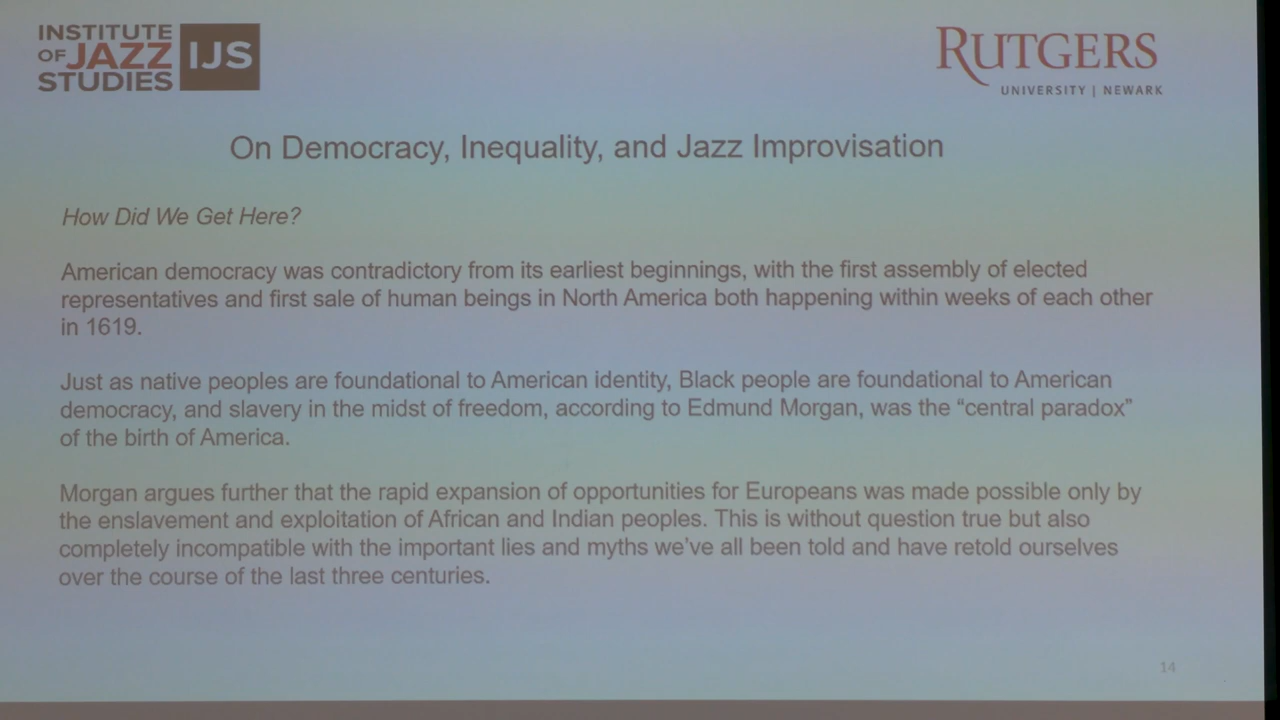 INSTITUTE
OF JAZZ
STUDIES
IJS
RUTGERS
UNIVERSITY | NEWARK
On Democracy, Inequality, and Jazz Improvisation
How Did We Get Here?
American democracy was contradictory from its earliest beginnings, with the first assembly of elected
representatives and first sale of human beings in North America both happening within weeks of each other
in 1619.
Just as native peoples are foundational to American identity, Black people are foundational to American
democracy, and slavery in the midst of freedom, according to Edmund Morgan, was the “central paradox”
of the birth of America.
Morgan argues further that the rapid expansion of opportunities for Europeans was made possible only by
the enslavement and exploitation of African and Indian peoples. This is without question true but also
completely incompatible with the important lies and myths we’ve all been told and have retold ourselves
over the course of the last three centuries.
14